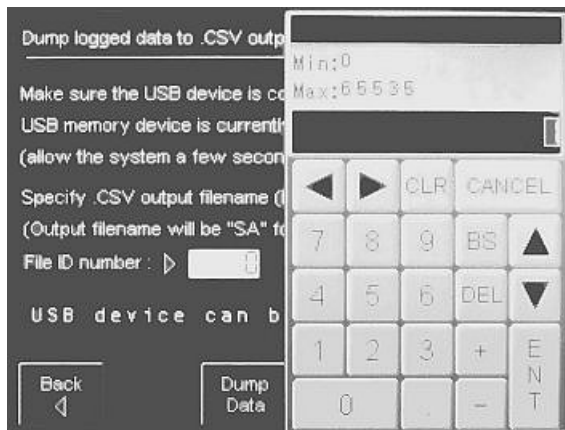 Dump logged data to .CSV outp
Make sure the USB device is co
USB memory device is currently
(allow the system a few secon
Specify .CSV output filename (
(Output filename will be "SA" fo
File ID number : 0
USB device can b
Back
Dump
Data
Min:0
Max:65535
CLR CANCEL
7 8 9 BS
4 5 6 DEL
1 2 3 + ENT
0 . -